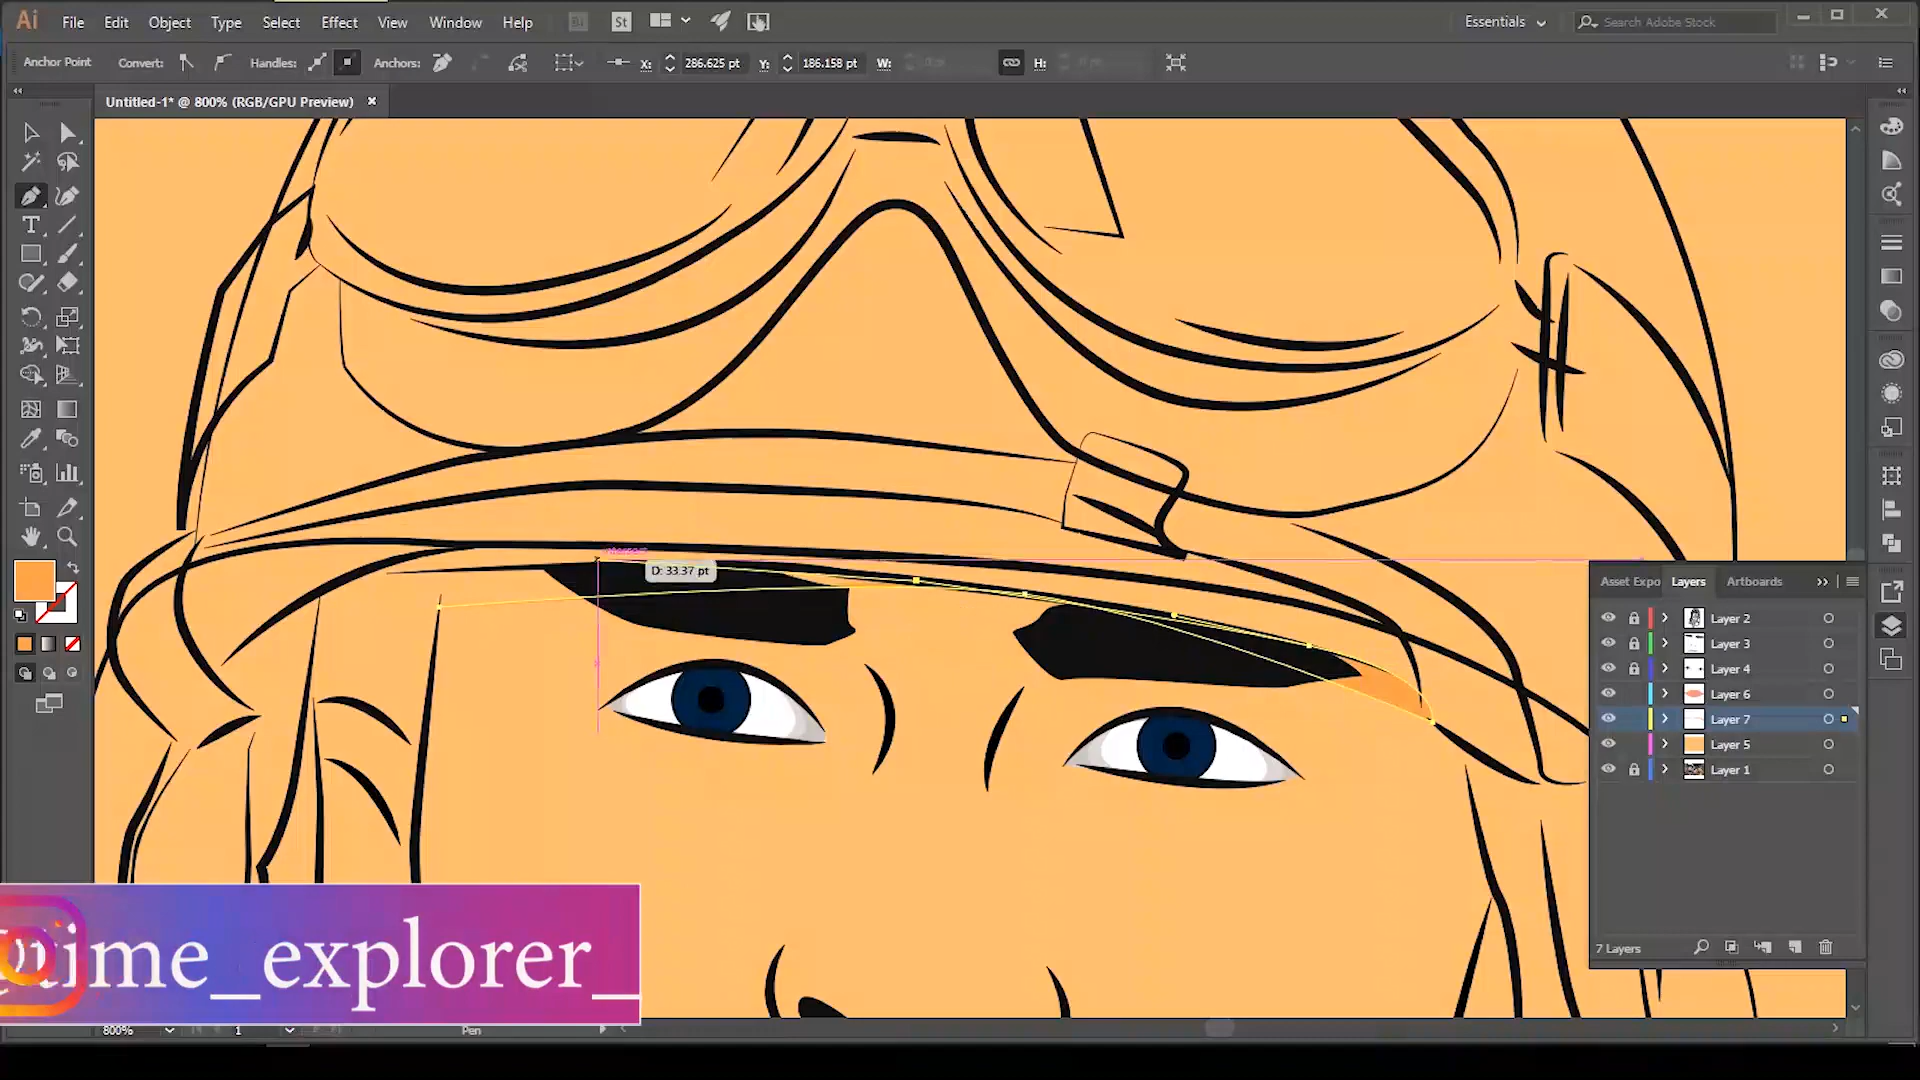 Ai File Edit Object Type Select Effect View Window Help Br St Essentials Search Adobe Stock
Anchor Point Convert: Handles: Anchors: X: 286.625 pt Y: 186.158 pt W: H:
Untitled-1* @ 800% (RGB/GPU Preview)
D: 33.37 pt
Asset Expo Layers Artboards
Layer 2
Layer 3
Layer 4
Layer 6
Layer 7
Layer 5
Layer 1
7 Layers
@time_explorer_
800% 1 Pen